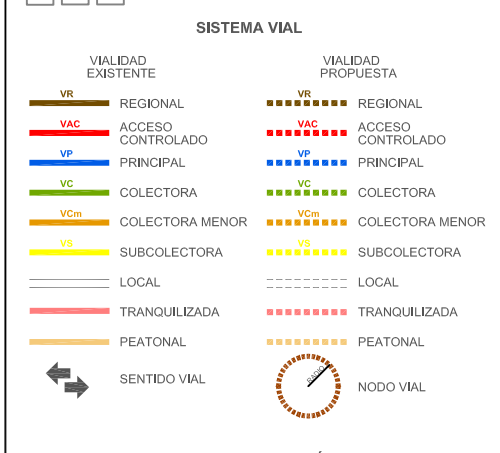 SISTEMA VIAL
VIALIDAD
EXISTENTE
VR
REGIONAL
VAC
ACCESO
CONTROLADO
VP
PRINCIPAL
VC
COLECTORA
VCm
COLECTORA MENOR
VS
SUBCOLECTORA
LOCAL
TRANQUILIZADA
PEATONAL
SENTIDO VIAL
VIALIDAD
PROPUESTA
VR
REGIONAL
VAC
ACCESO
CONTROLADO
VP
PRINCIPAL
VC
COLECTORA
VCm
COLECTORA MENOR
VS
SUBCOLECTORA
LOCAL
TRANQUILIZADA
PEATONAL
RADIO
NODO VIAL